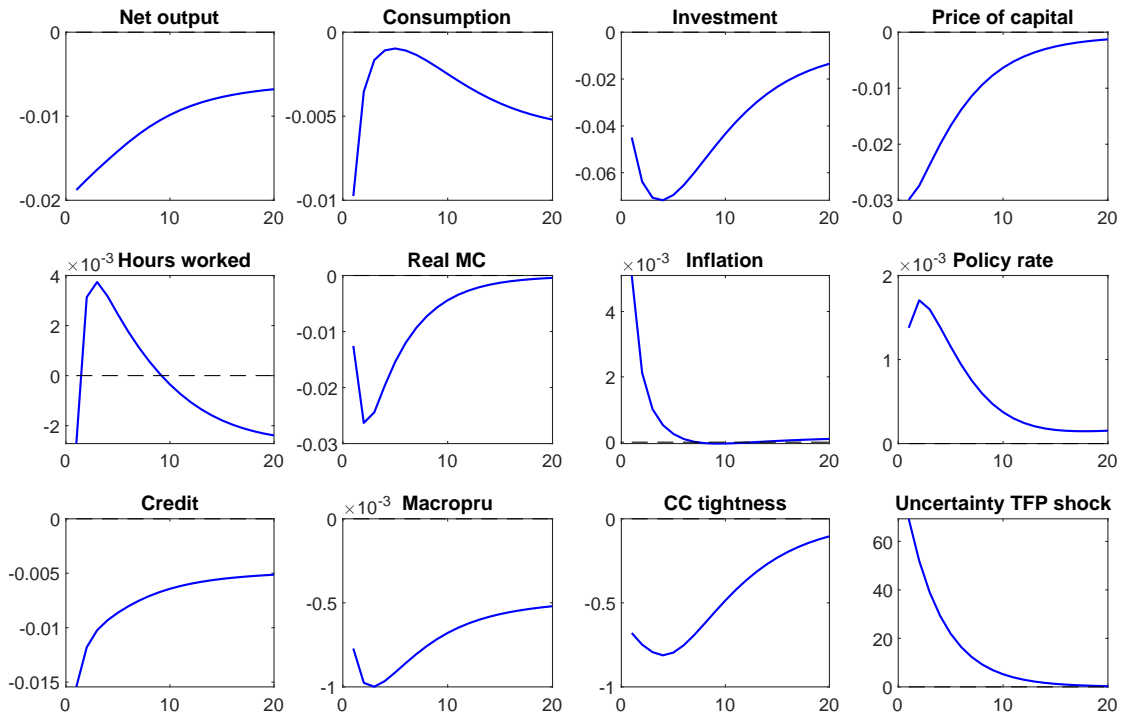 Net output
Consumption
Investment
Price of capital
0
-0.01
-0.02
0 10 20
0
-0.005
-0.01
0 10 20
0
-0.02
-0.04
-0.06
0 10 20
0
-0.01
-0.02
-0.03
0 10 20
×10⁻³ Hours worked
Real MC
×10⁻³ Inflation
×10⁻³ Policy rate
4
2
0
-2
0 10 20
0
-0.01
-0.02
-0.03
0 10 20
4
2
0
0 10 20
2
1
0
0 10 20
Credit
×10⁻³ Macropru
CC tightness
Uncertainty TFP shock
0
-0.005
-0.01
-0.015
0 10 20
0
-0.5
-1
0 10 20
0
-0.5
-1
0 10 20
60
40
20
0
0 10 20